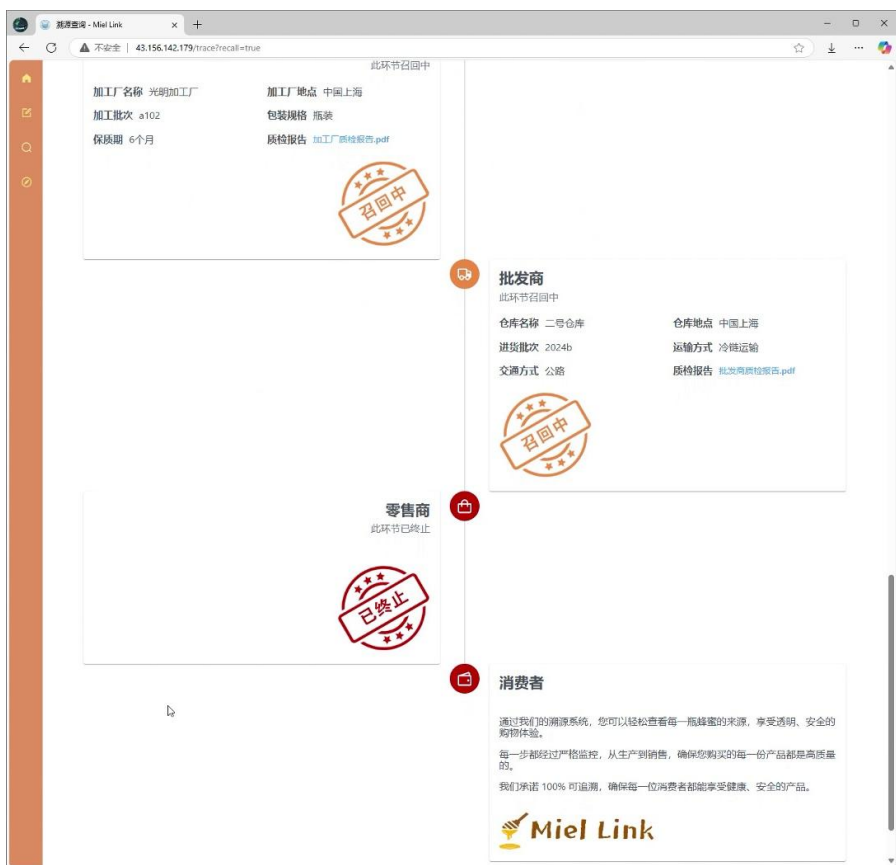 溯源查询 - Miel Link
不安全 | 43.156.142.179/trace?recall=true
此环节召回中
加工厂名称 光明加工厂 加工厂地点 中国上海
加工批次 a102 包装规格 瓶装
保质期 6个月 质检报告 加工厂质检报告.pdf
召回中
批发商
此环节召回中
仓库名称 二号仓库 仓库地点 中国上海
进货批次 2024b 运输方式 冷链运输
交通方式 公路 质检报告 批发商质检报告.pdf
召回中
零售商
此环节已终止
已终止
消费者
通过我们的溯源系统，您可以轻松查看每一瓶蜂蜜的来源，享受透明、安全的
购物体验。
每一步都经过严格监控，从生产到销售，确保您购买的每一份产品都是高质量
的。
我们承诺 100% 可追溯，确保每一位消费者都能享受健康、安全的产品。
Miel Link